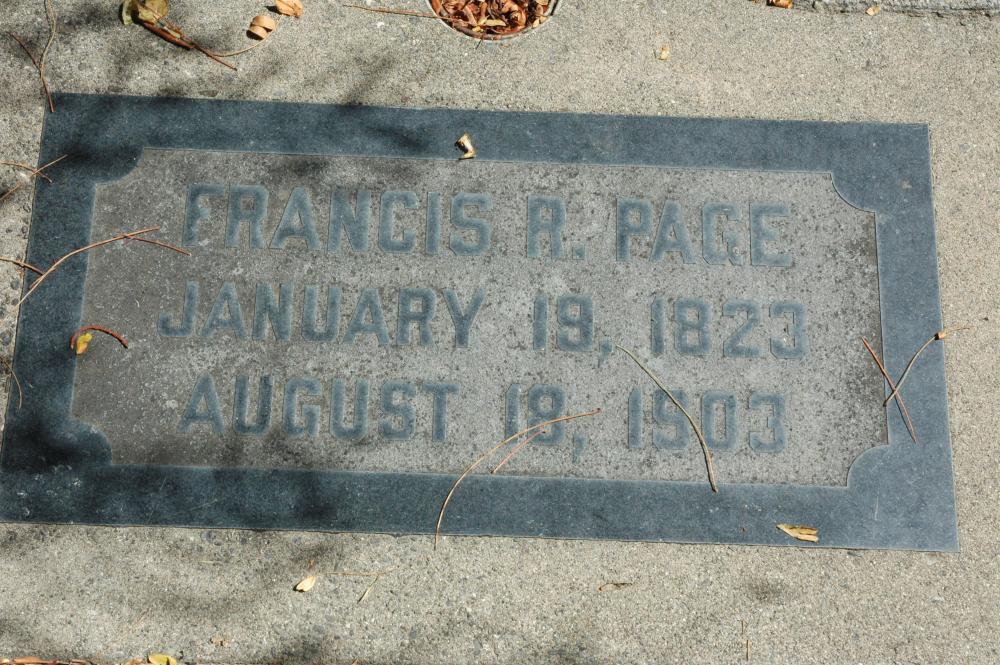 FRANCIS R. PAGE
JANUARY 19, 1823
AUGUST 18, 1903